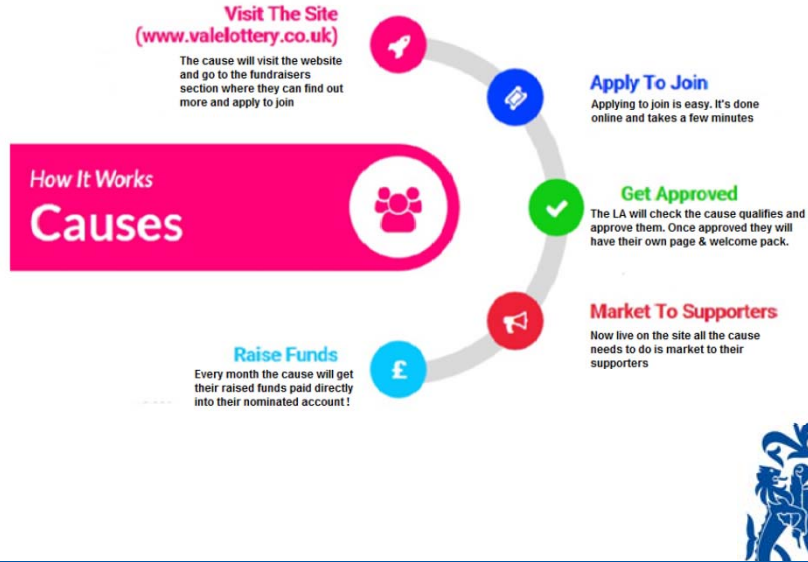 Visit The Site
(www.valelottery.co.uk)
The cause will visit the website
and go to the fundraisers
section where they can find out
more and apply to join
Apply To Join
Applying to join is easy. It's done
online and takes a few minutes
How It Works
Causes
Get Approved
The LA will check the cause qualifies and
approve them. Once approved they will
have their own page & welcome pack.
Market To Supporters
Now live on the site all the cause
needs to do is market to their
supporters
Raise Funds
Every month the cause will get
their raised funds paid directly
into their nominated account !
£